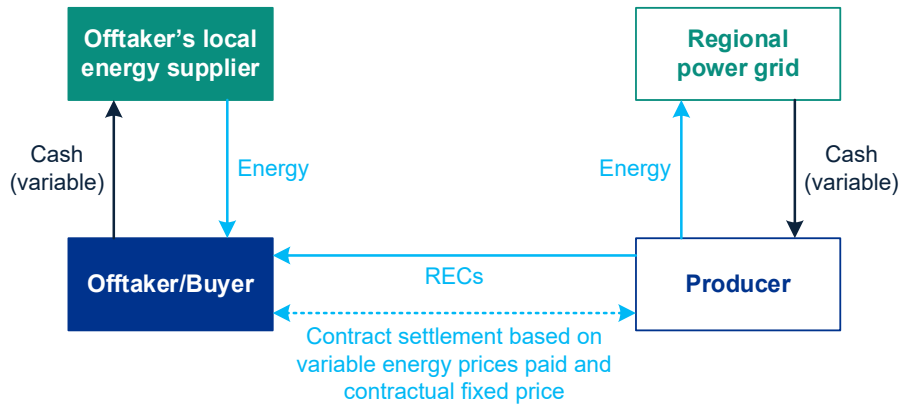 Offtaker’s local
energy supplier
Regional
power grid
Cash
(variable)
Energy
Energy
Cash
(variable)
Offtaker/Buyer
RECs
Producer
Contract settlement based on
variable energy prices paid and
contractual fixed price